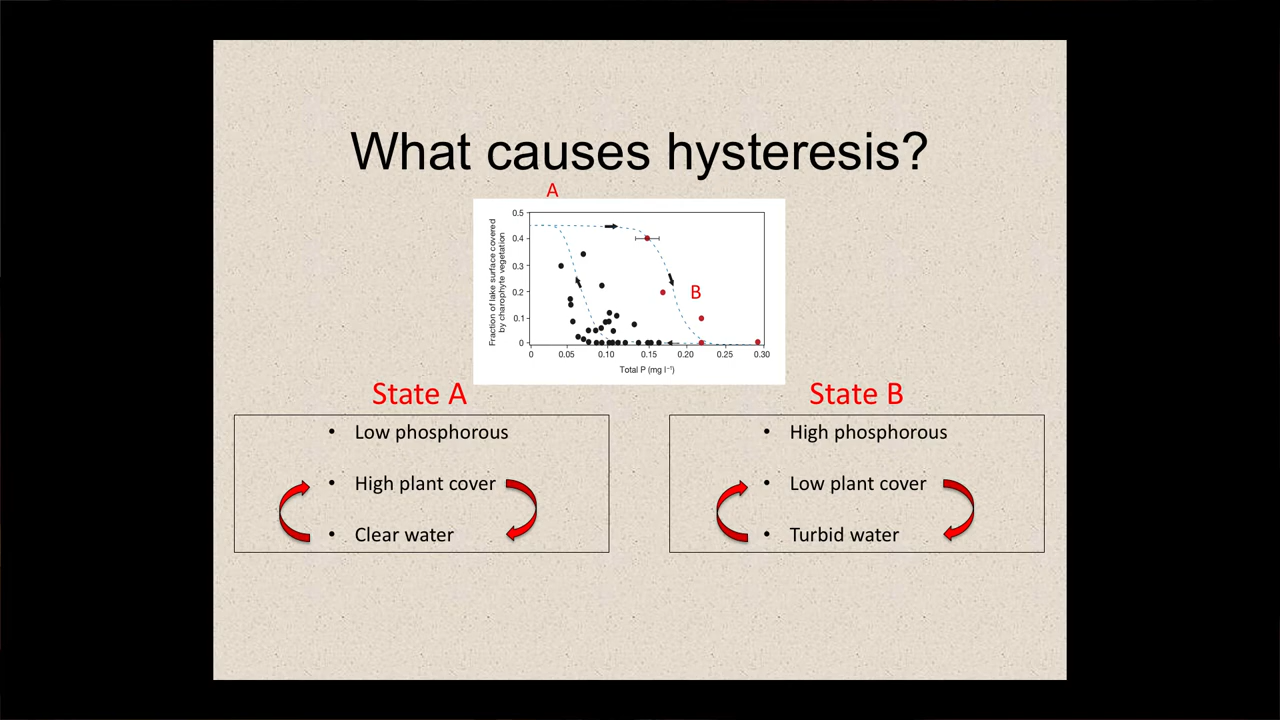 What causes hysteresis?
A
0.5
0.4
0.3
0.2
0.1
0
Fraction of lake surface covered
by charophyte vegetation
B
0 0.05 0.10 0.15 0.20 0.25 0.30
Total P (mg l⁻¹)
State A
• Low phosphorous
• High plant cover
• Clear water
State B
• High phosphorous
• Low plant cover
• Turbid water